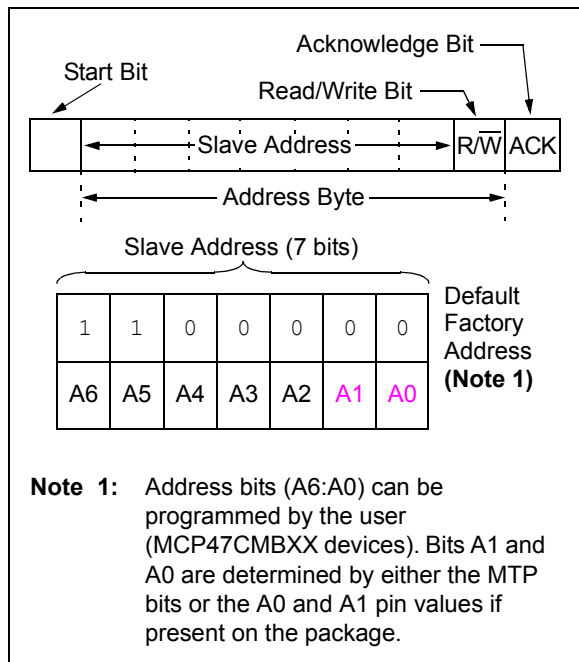 Acknowledge Bit
Start Bit
Read/Write Bit
Slave Address R/W̅ ACK
Address Byte
Slave Address (7 bits)
1 1 0 0 0 0 0
A6 A5 A4 A3 A2 A1 A0
Default
Factory
Address
(Note 1)
Note 1: Address bits (A6:A0) can be
programmed by the user
(MCP47CMBXX devices). Bits A1 and
A0 are determined by either the MTP
bits or the A0 and A1 pin values if
present on the package.